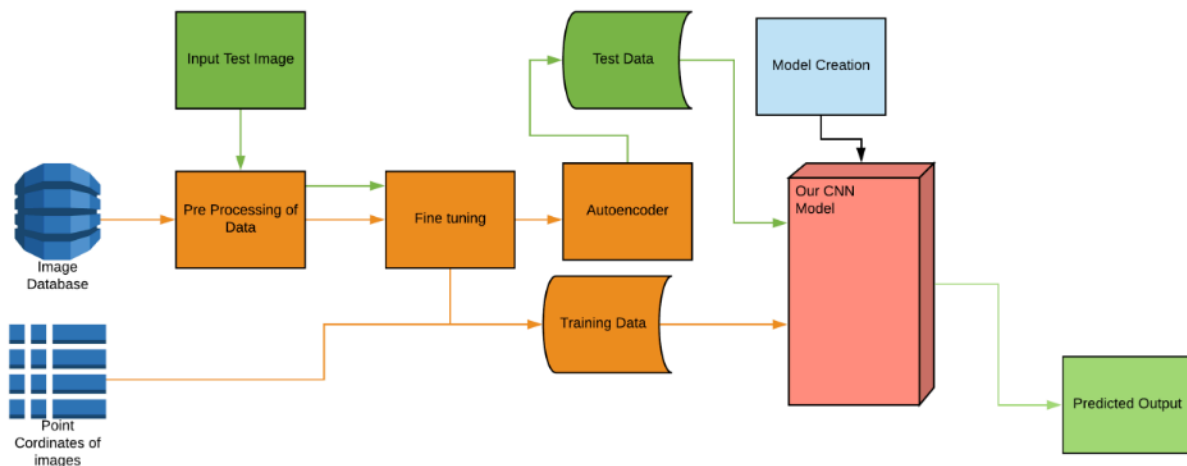 Input Test Image
Test Data
Model Creation
Pre Processing of
Data
Fine tuning
Autoencoder
Our CNN
Model
Image
Database
Training Data
Point
Cordinates of
images
Predicted Output